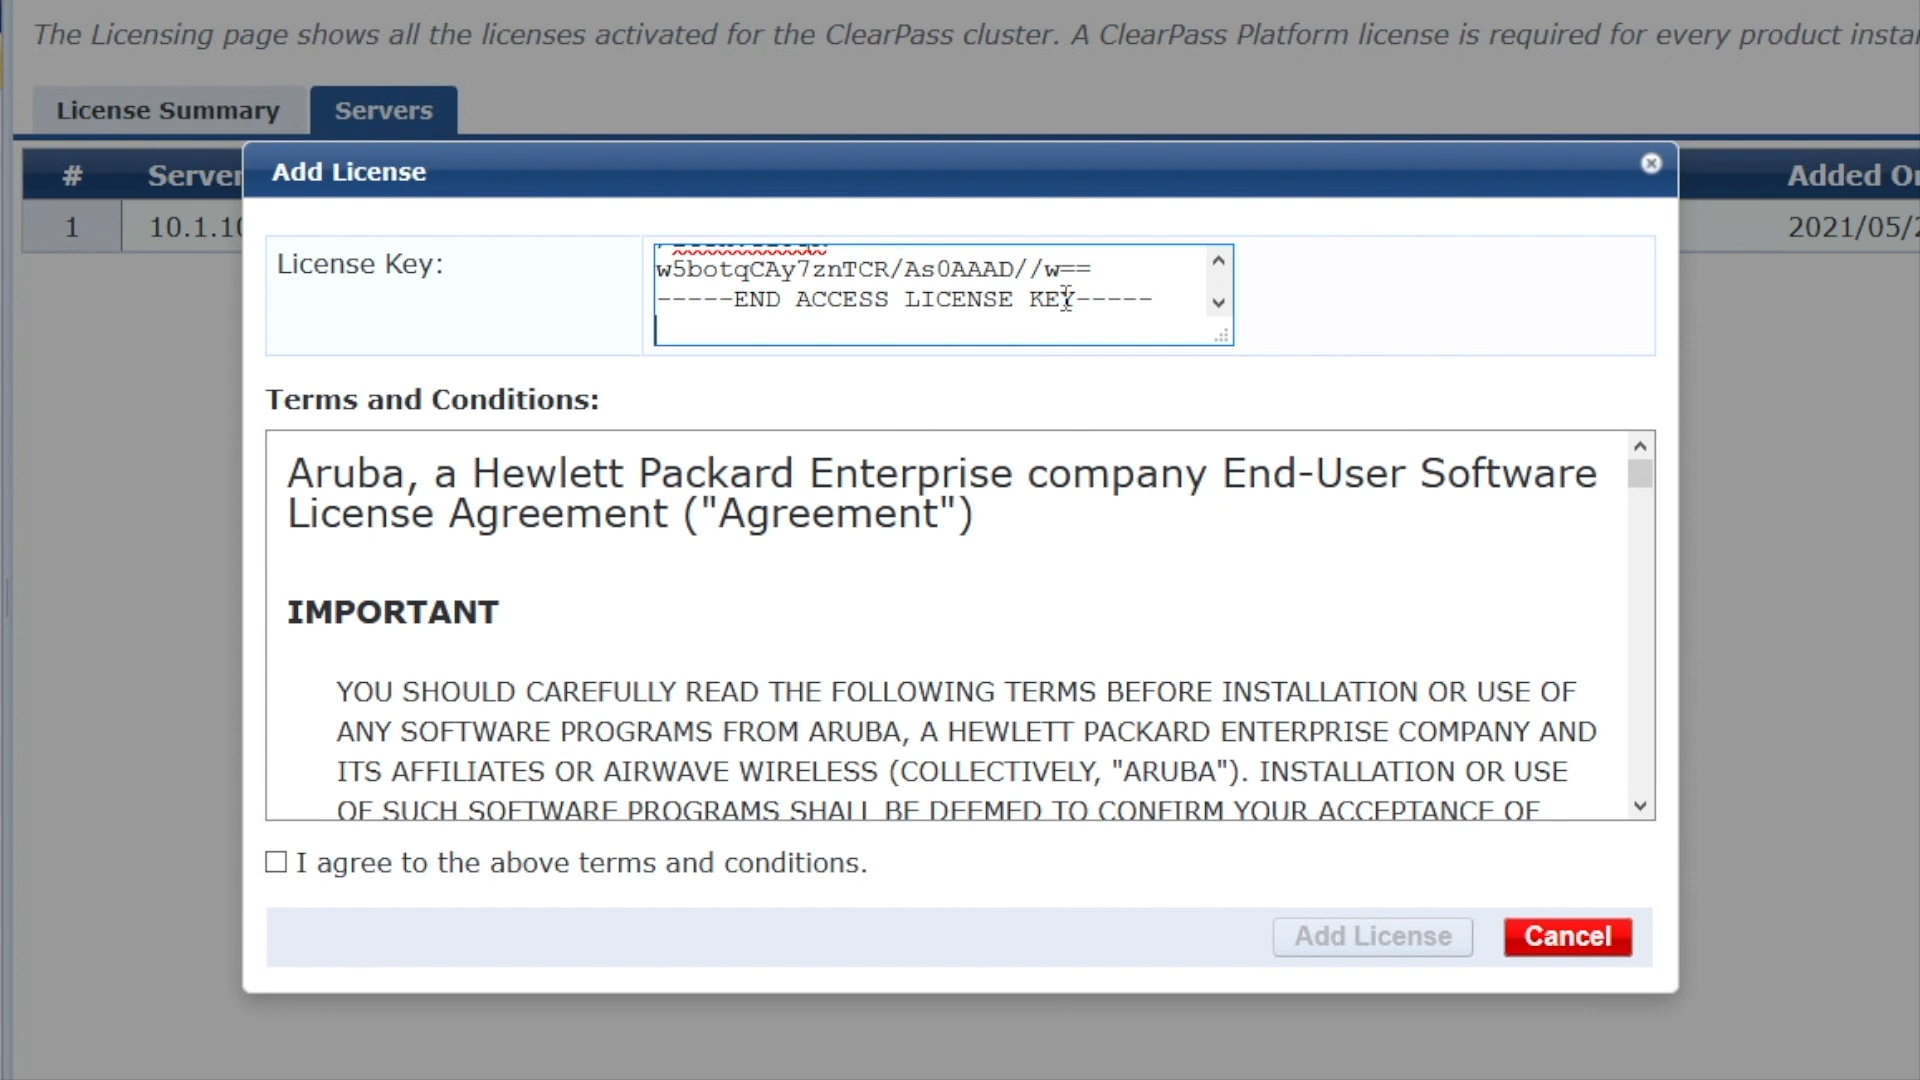 The Licensing page shows all the licenses activated for the ClearPass cluster. A ClearPass Platform license is required for every product
License Summary
Servers
#
Added
1
2021/05/
Add License
License Key:
w5botqCAy7znTCR/As0AAAD//w==
-----END ACCESS LICENSE KEY-----
Terms and Conditions:
Aruba, a Hewlett Packard Enterprise company End-User Software
License Agreement ("Agreement")
IMPORTANT
YOU SHOULD CAREFULLY READ THE FOLLOWING TERMS BEFORE INSTALLATION OR USE OF
ANY SOFTWARE PROGRAMS FROM ARUBA, A HEWLETT PACKARD ENTERPRISE COMPANY AND
ITS AFFILIATES OR AIRWAVE WIRELESS (COLLECTIVELY, "ARUBA"). INSTALLATION OR USE
OF SUCH SOFTWARE PROGRAMS SHALL BE DEEMED TO CONFIRM YOUR ACCEPTANCE OF
I agree to the above terms and conditions.
Add License
Cancel